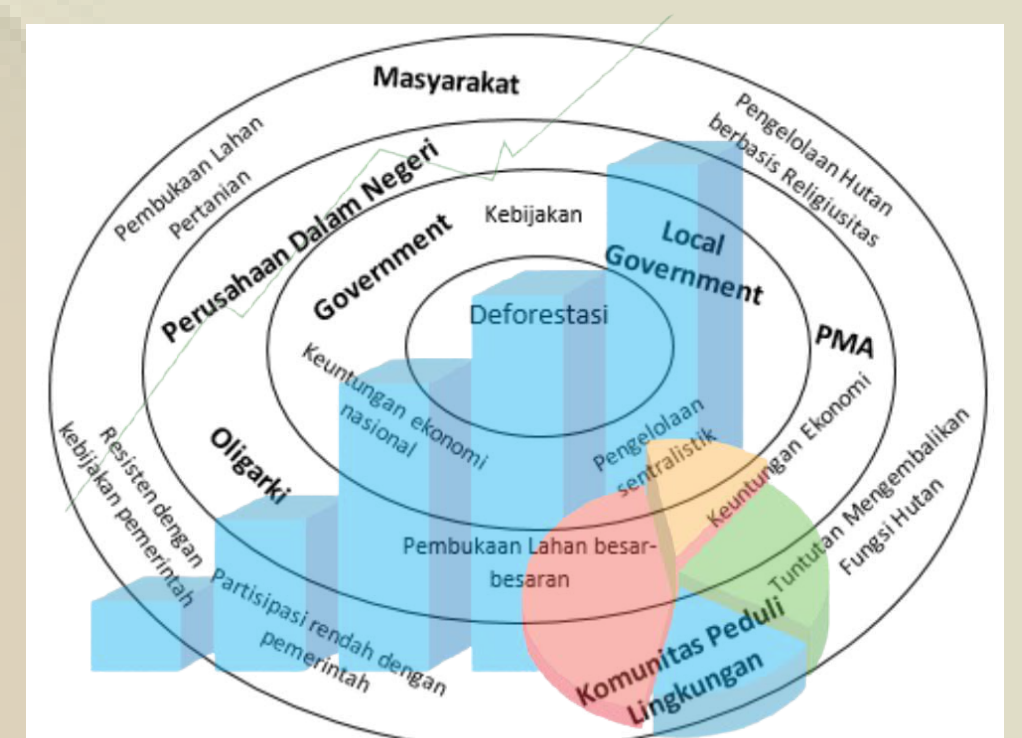 Masyarakat
Pembukaan Lahan
Pertanian
Pengelolaan Hutan
berbasis Religiusitas
Perusahaan Dalam Negeri
Government
Kebijakan
Local
Government
Deforestasi
PMA
Keuntungan ekonomi
nasional
Pengelolaan
sentralistik
Keuntungan Ekonomi
Oligarki
Resisten dengan
kebijakan pemerintah
Tuntutan Mengembalikan
Fungsi Hutan
Pembukaan Lahan besar-
besaran
Partisipasi rendah dengan
pemerintah
Komunitas Peduli
Lingkungan